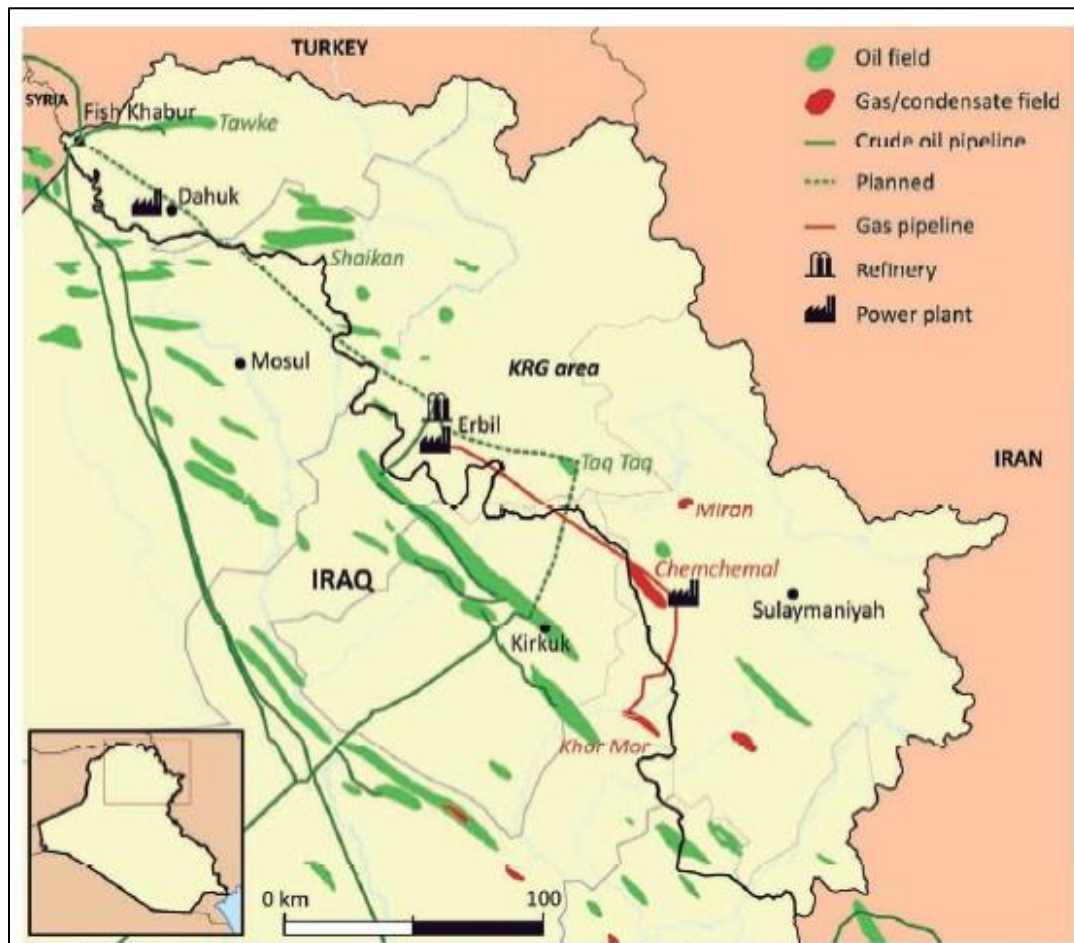 TURKEY
SYRIA
Fish Khabur
Tawke
Dahuk
Shaikan
Mosul
KRG area
Erbil
Taq Taq
IRAN
Miran
IRAQ
Chemchemal
Sulaymaniyah
Kirkuk
Khor Mor
0 km
100
Oil field
Gas/condensate field
Crude oil pipeline
Planned
Gas pipeline
Refinery
Power plant